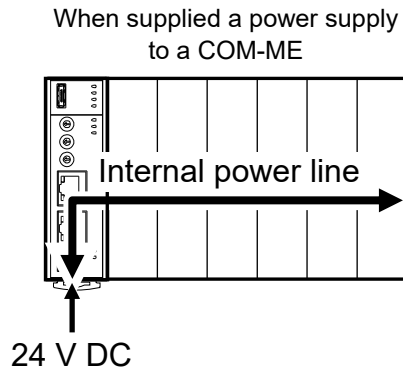 When supplied a power supply
to a COM-ME
Internal power line
24 V DC